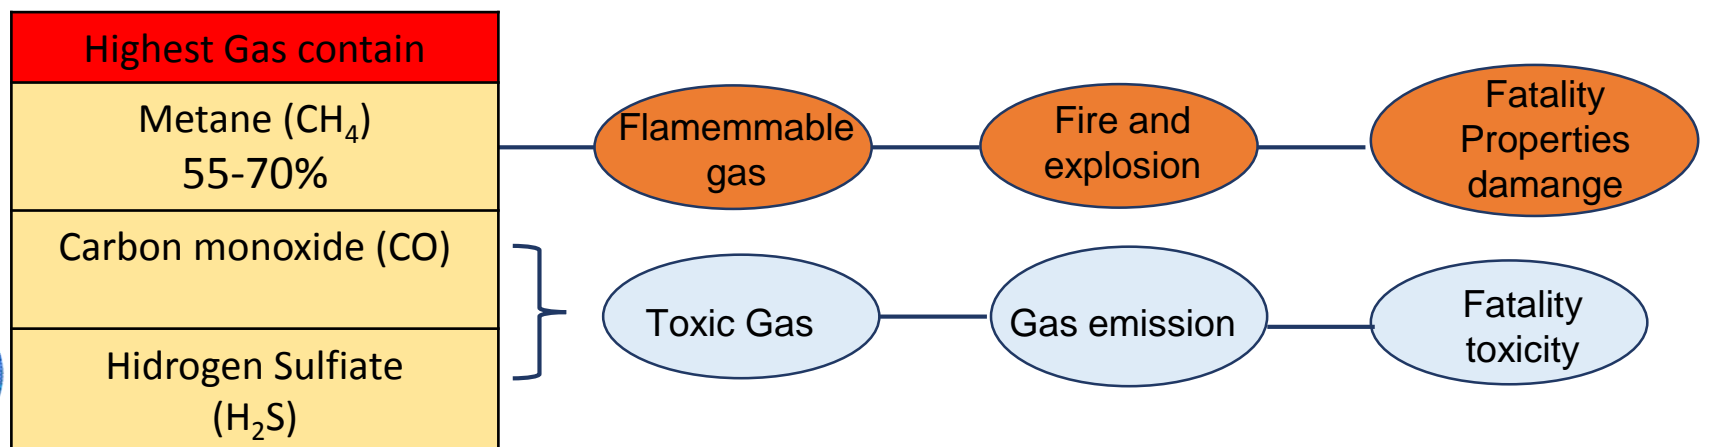 Highest Gas contain
Metane (CH₄)
55-70%
Carbon monoxide (CO)
Hidrogen Sulfiate
(H₂S)
Flamemmable
gas
Fire and
explosion
Fatality
Properties
damange
Toxic Gas
Gas emission
Fatality
toxicity